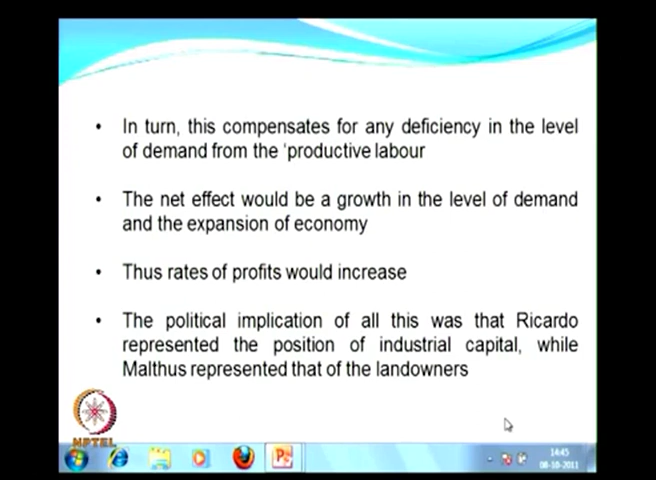 • In turn, this compensates for any deficiency in the level
of demand from the 'productive labour
• The net effect would be a growth in the level of demand
and the expansion of economy
• Thus rates of profits would increase
• The political implication of all this was that Ricardo
represented the position of industrial capital, while
Malthus represented that of the landowners
NPTEL
14:45
08-10-2011